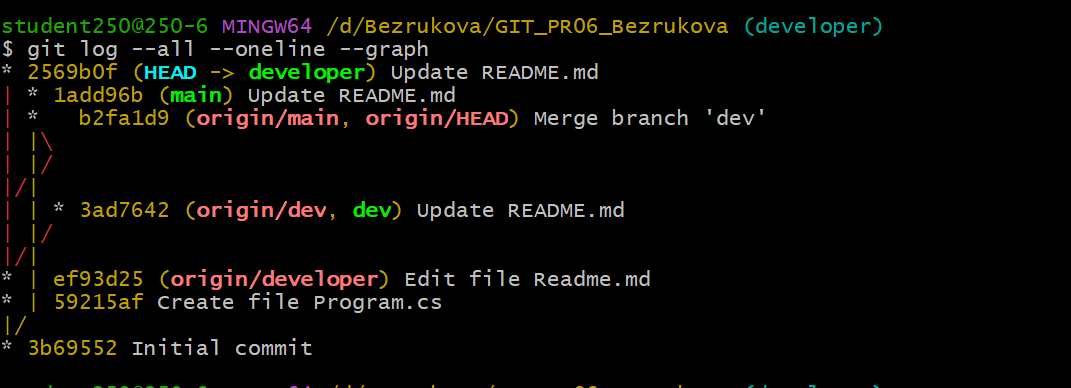 student250@250-6 MINGW64 /d/Bezrukova/GIT_PR06_Bezrukova (developer)
$ git log --all --oneline --graph
* 2569b0f (HEAD -> developer) Update README.md
| * 1add96b (main) Update README.md
| *   b2fa1d9 (origin/main, origin/HEAD) Merge branch 'dev'
| |\
| |/
|/|
| | * 3ad7642 (origin/dev, dev) Update README.md
| |/
|/|
* | ef93d25 (origin/developer) Edit file Readme.md
* | 59215af Create file Program.cs
|/
* 3b69552 Initial commit